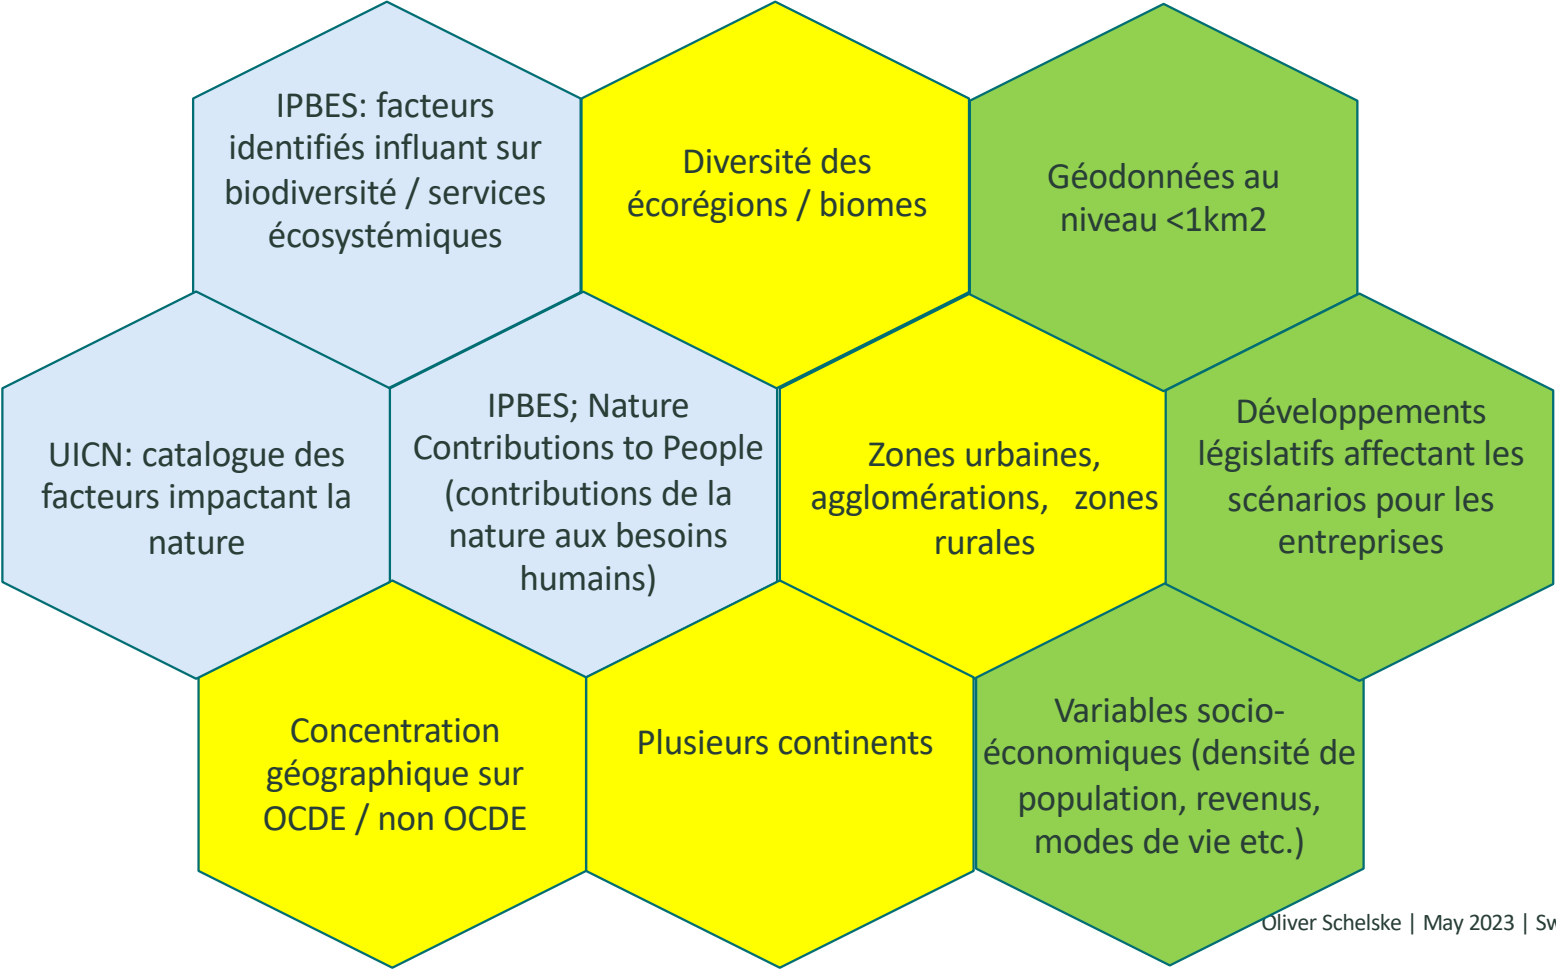 IPBES: facteurs
identifiés influant sur
biodiversité / services
écosystémiques
Diversité des
écorégions / biomes
Géodonnées au
niveau <1km2
UICN: catalogue des
facteurs impactant la
nature
IPBES; Nature
Contributions to People
(contributions de la
nature aux besoins
humains)
Zones urbaines,
agglomérations, zones
rurales
Développements
législatifs affectant les
scénarios pour les
entreprises
Concentration
géographique sur
OCDE / non OCDE
Plusieurs continents
Variables socio-
économiques (densité de
population, revenus,
modes de vie etc.)
Oliver Schelske | May 2023 |